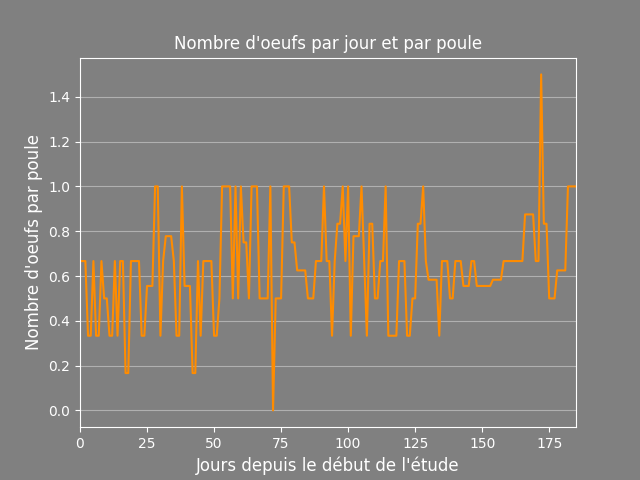 Nombre d'oeufs par jour et par poule
Nombre d'oeufs par poule
1.4
1.2
1.0
0.8
0.6
0.4
0.2
0.0
0 25 50 75 100 125 150 175
Jours depuis le début de l'étude